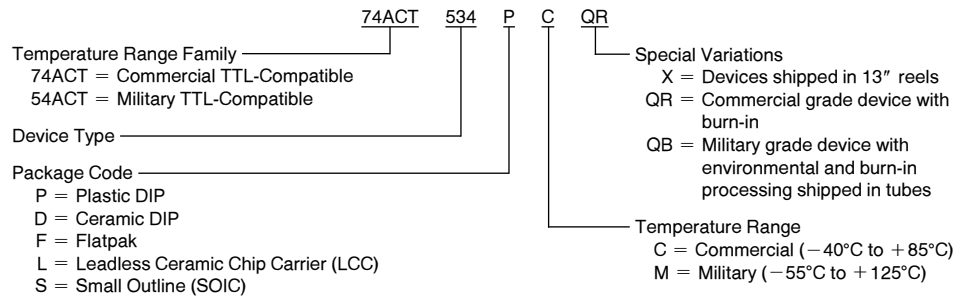 74ACT 534 P C QR
Temperature Range Family
74ACT = Commercial TTL-Compatible
54ACT = Military TTL-Compatible
Device Type
Package Code
P = Plastic DIP
D = Ceramic DIP
F = Flatpak
L = Leadless Ceramic Chip Carrier (LCC)
S = Small Outline (SOIC)
Special Variations
X = Devices shipped in 13″ reels
QR = Commercial grade device with
burn-in
QB = Military grade device with
environmental and burn-in
processing shipped in tubes
Temperature Range
C = Commercial (−40°C to +85°C)
M = Military (−55°C to +125°C)